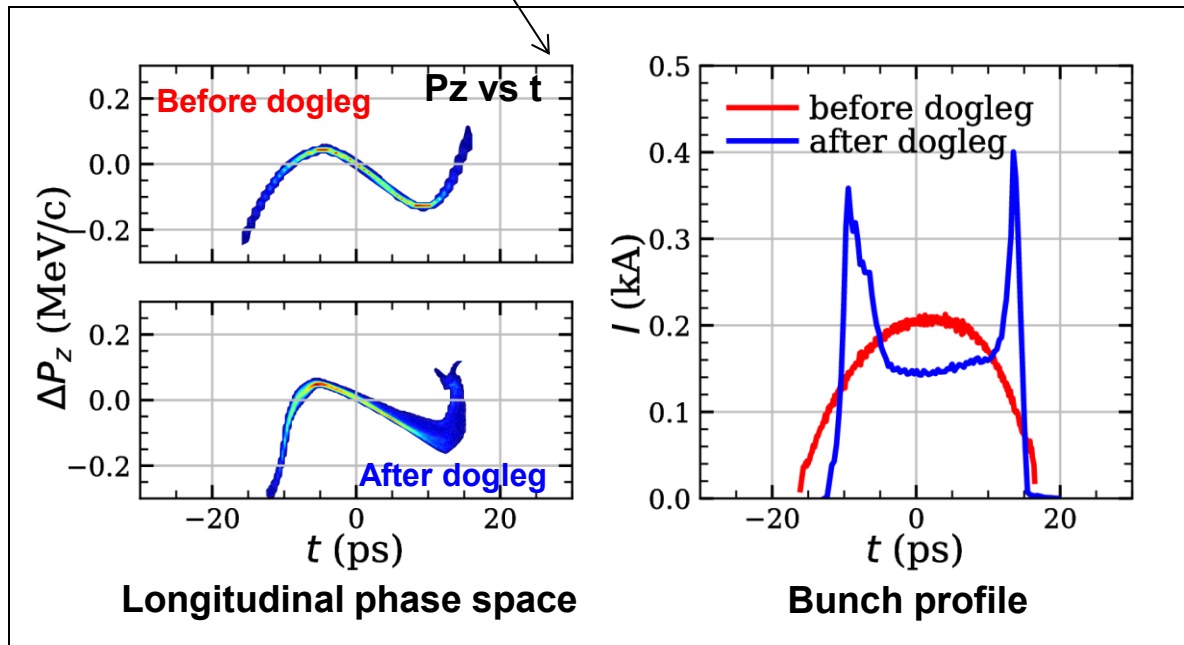 Pz vs t
Before dogleg
0.2
0.0
−0.2
ΔP_z (MeV/c)
0.2
0.0
−0.2
After dogleg
−20
0
20
t (ps)
Longitudinal phase space
0.5
0.4
0.3
0.2
0.1
0.0
I (kA)
before dogleg
after dogleg
−20
0
20
t (ps)
Bunch profile